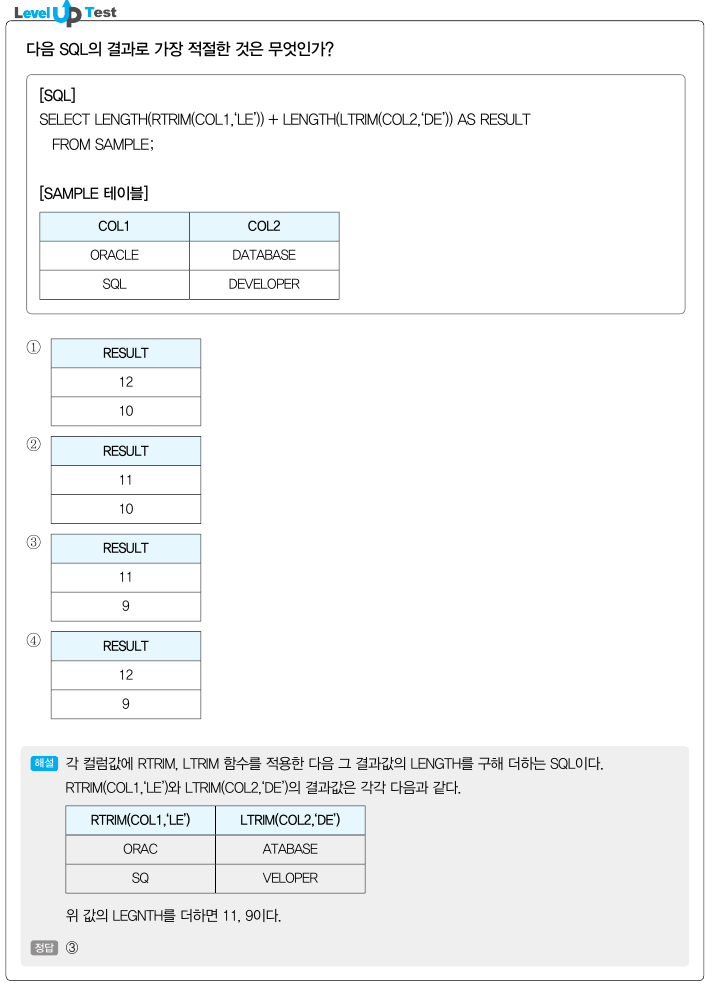 Level Up Test
다음 SQL의 결과로 가장 적절한 것은 무엇인가?
[SQL]
SELECT LENGTH(RTRIM(COL1,‘LE’)) + LENGTH(LTRIM(COL2,‘DE’)) AS RESULT
FROM SAMPLE;
[SAMPLE 테이블]
COL1 COL2
ORACLE DATABASE
SQL DEVELOPER
① RESULT
12
10
② RESULT
11
10
③ RESULT
11
9
④ RESULT
12
9
해설 각 컬럼값에 RTRIM, LTRIM 함수를 적용한 다음 그 결과값의 LENGTH를 구해 더하는 SQL이다.
RTRIM(COL1,‘LE’)와 LTRIM(COL2,‘DE’)의 결과값은 각각 다음과 같다.
RTRIM(COL1,‘LE’) LTRIM(COL2,‘DE’)
ORAC ATABASE
SQ VELOPER
위 값의 LEGNTH를 더하면 11, 9이다.
정답 ③